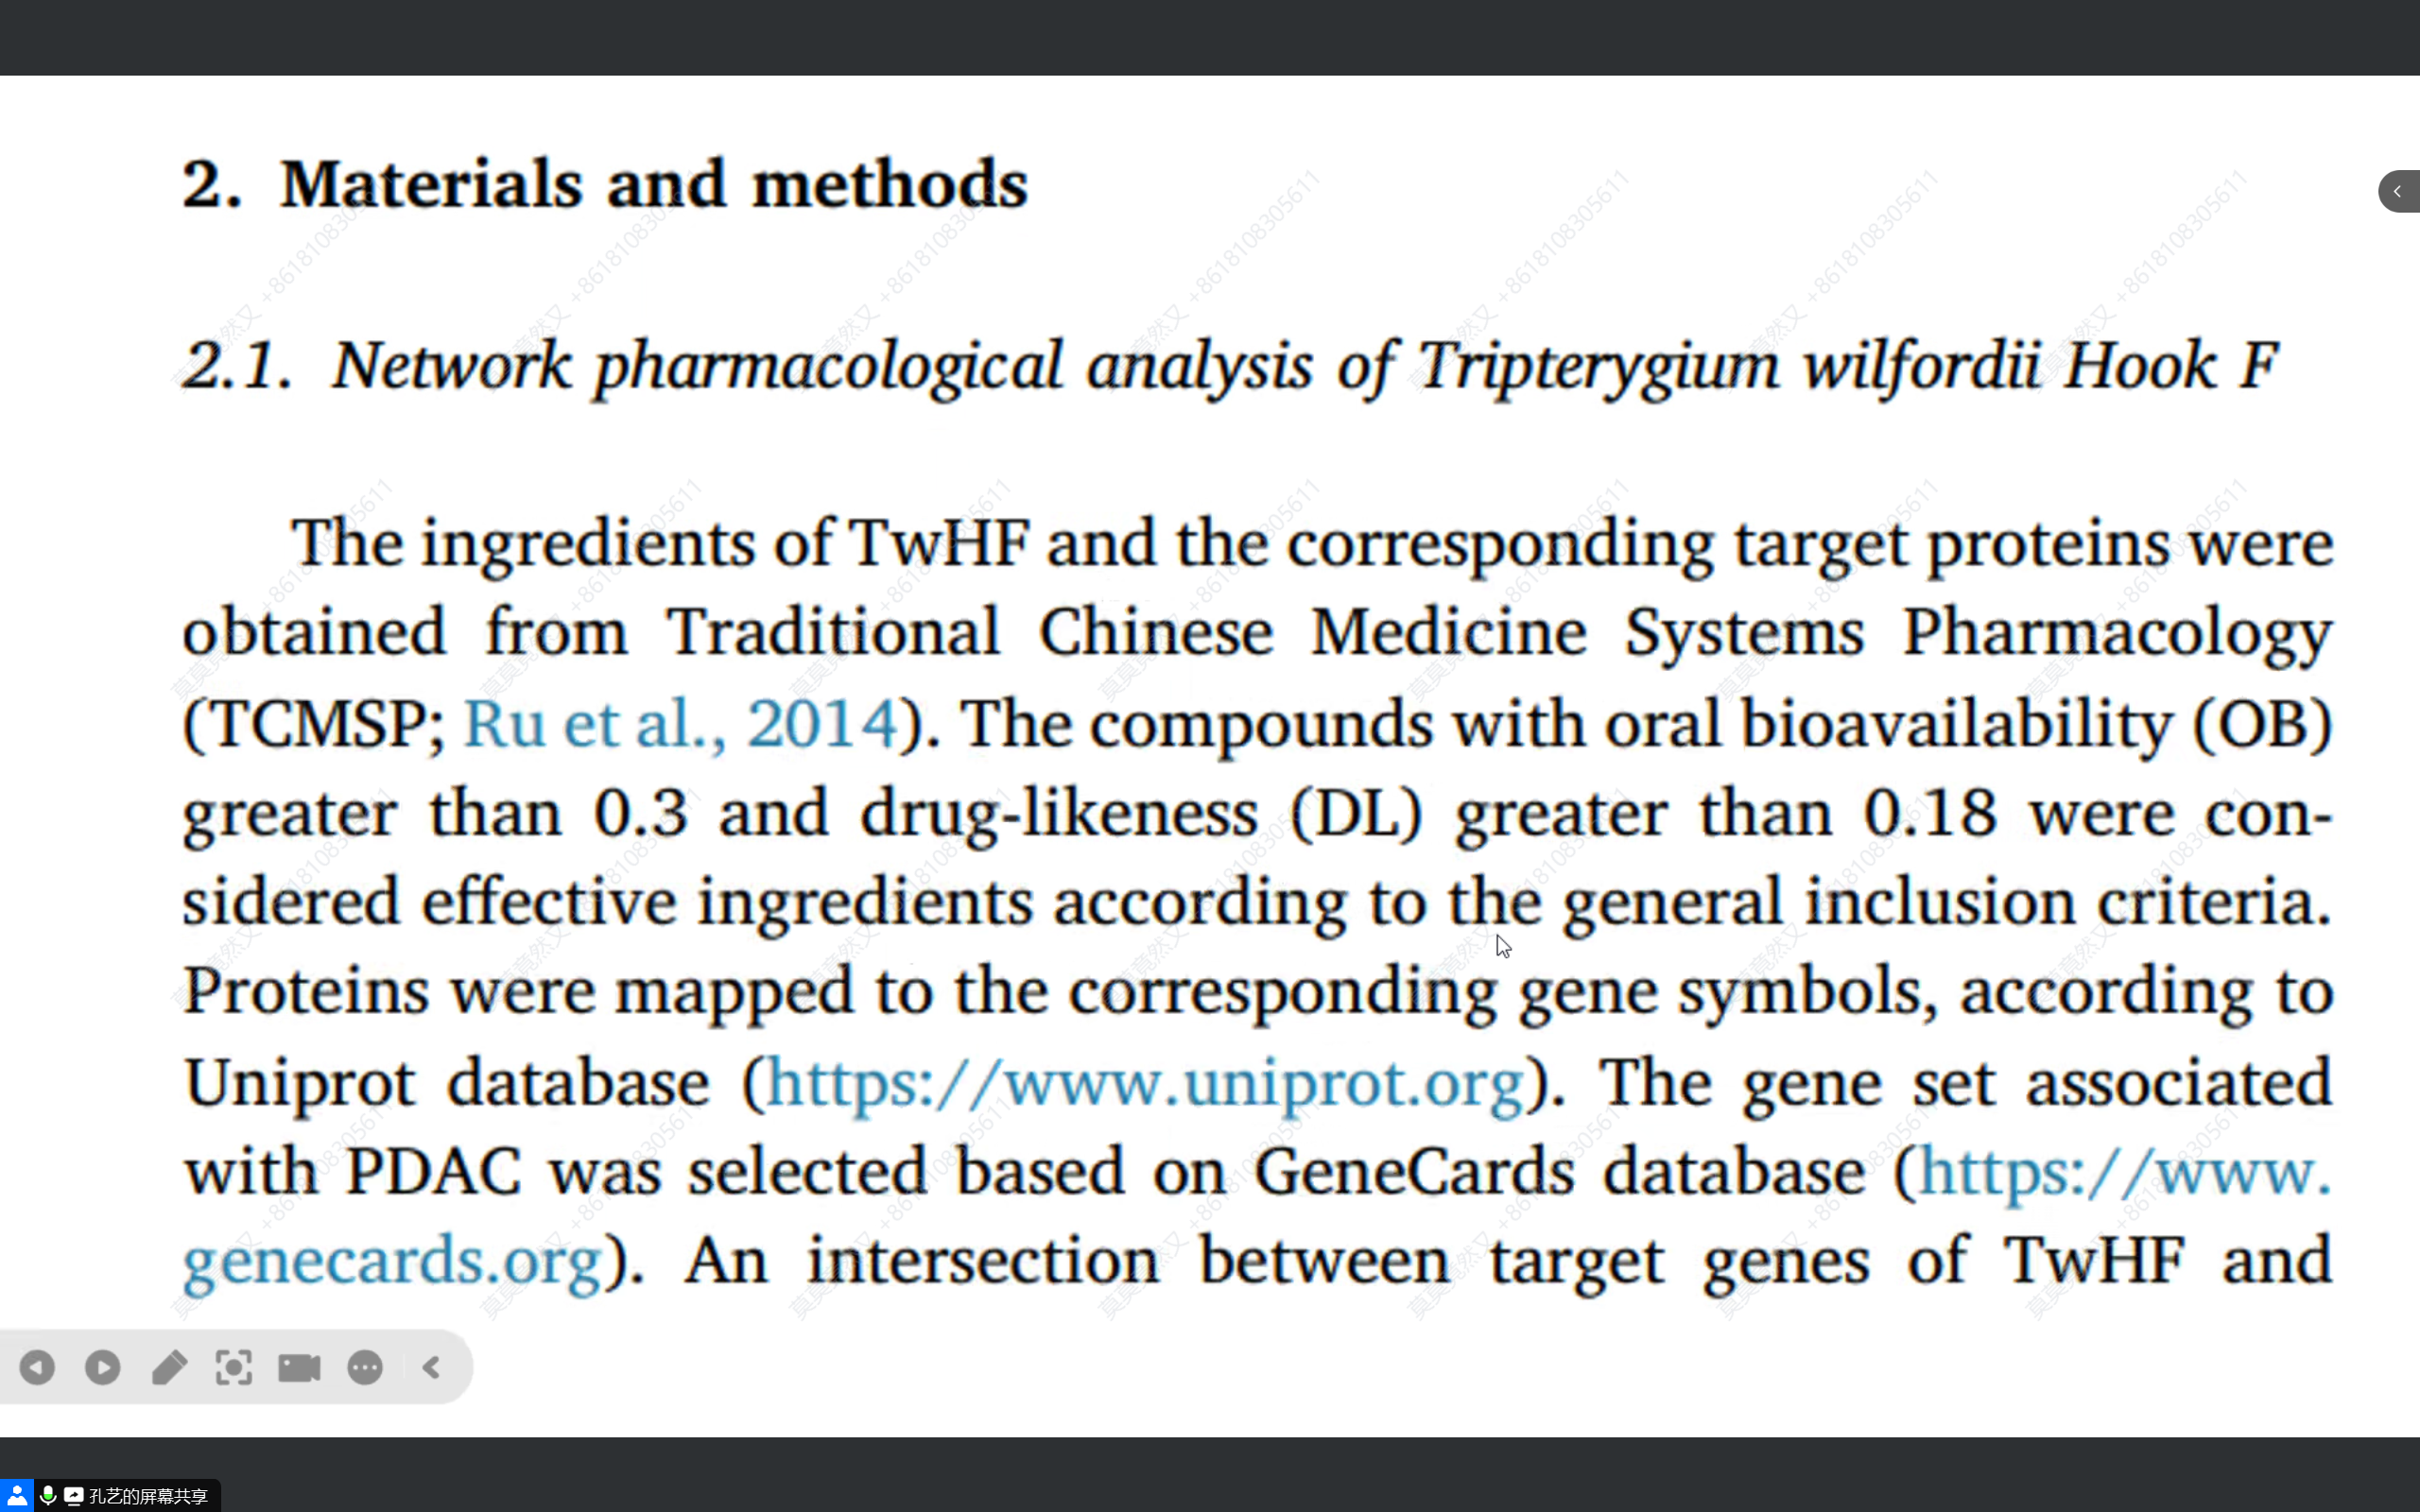 2. Materials and methods
2.1. Network pharmacological analysis of Tripterygium wilfordii Hook F
The ingredients of TwHF and the corresponding target proteins were
obtained from Traditional Chinese Medicine Systems Pharmacology
(TCMSP; Ru et al., 2014). The compounds with oral bioavailability (OB)
greater than 0.3 and drug-likeness (DL) greater than 0.18 were con-
sidered effective ingredients according to the general inclusion criteria.
Proteins were mapped to the corresponding gene symbols, according to
Uniprot database (https://www.uniprot.org). The gene set associated
with PDAC was selected based on GeneCards database (https://www.
genecards.org). An intersection between target genes of TwHF and
孔艺的屏幕共享